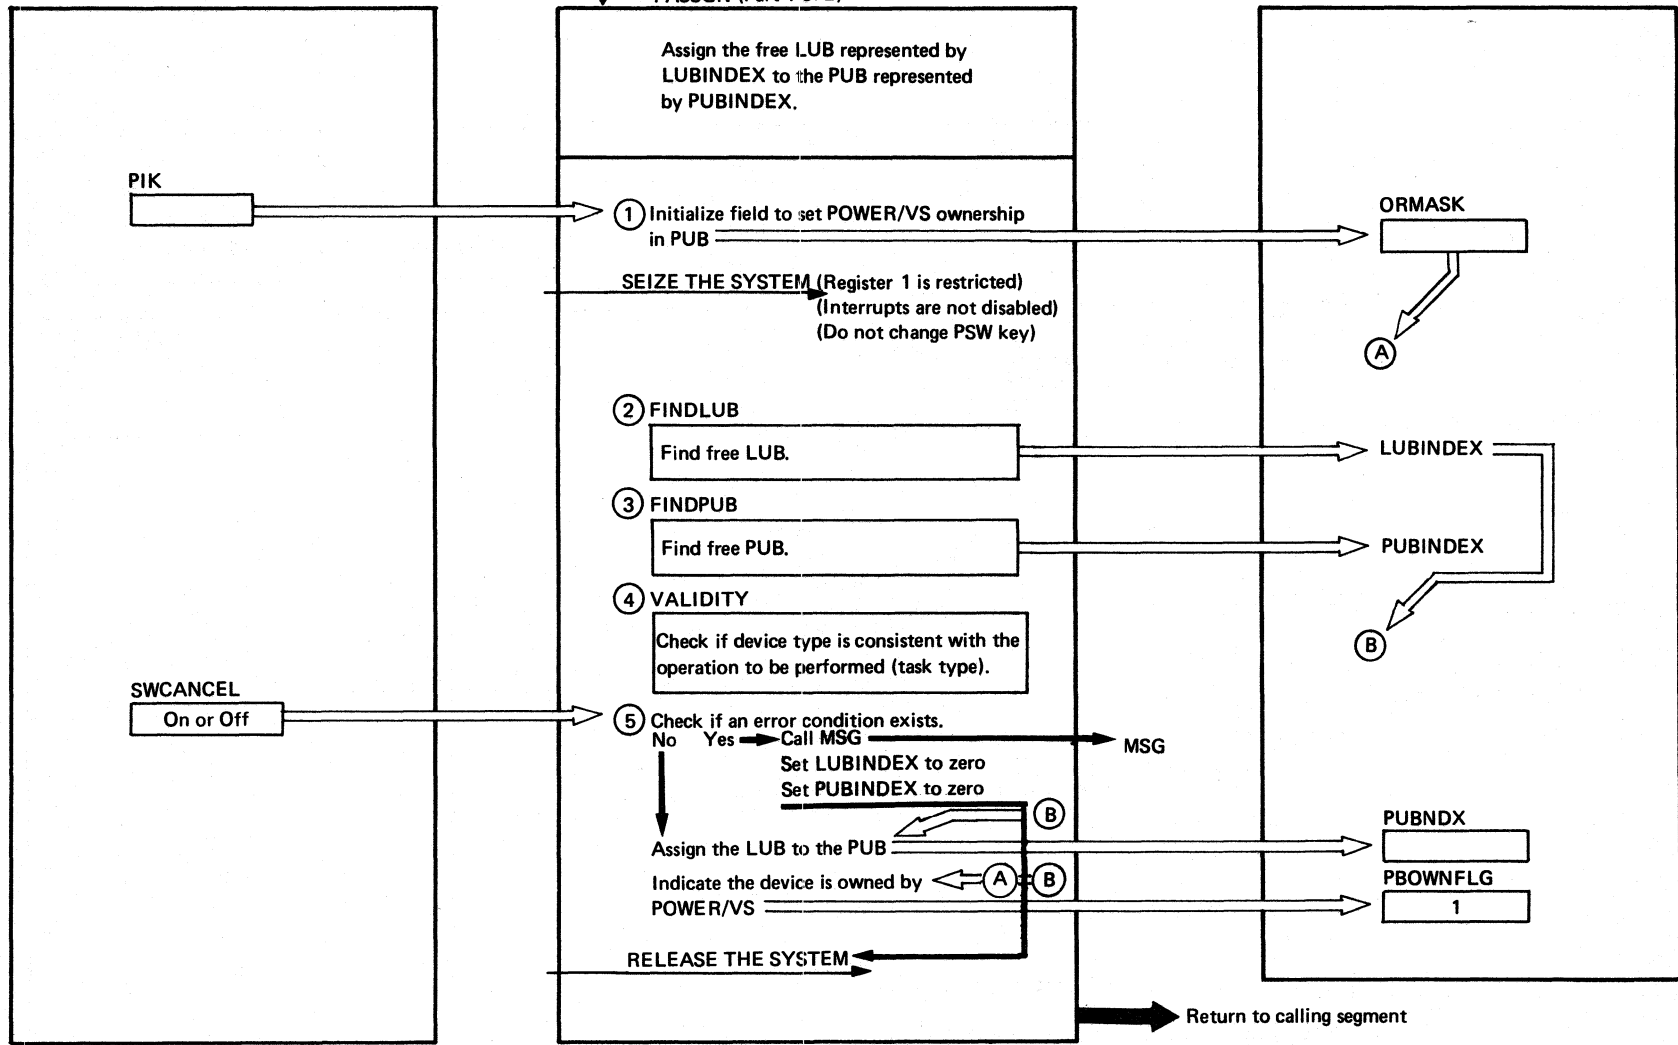 Assign the free LUB represented by
LUBINDEX to the PUB represented
by PUBINDEX.
PIK
1 Initialize field to set POWER/VS ownership
in PUB
ORMASK
SEIZE THE SYSTEM (Register 1 is restricted)
(Interrupts are not disabled)
(Do not change PSW key)
A
2 FINDLUB
Find free LUB.
LUBINDEX
3 FINDPUB
Find free PUB.
PUBINDEX
4 VALIDITY
Check if device type is consistent with the
operation to be performed (task type).
B
SWCANCEL
On or Off
5 Check if an error condition exists.
No Yes Call MSG
MSG
Set LUBINDEX to zero
Set PUBINDEX to zero
B
PUBNDX
Assign the LUB to the PUB
Indicate the device is owned by A B
POWER/VS
PBOWNFLG
1
RELEASE THE SYSTEM
Return to calling segment